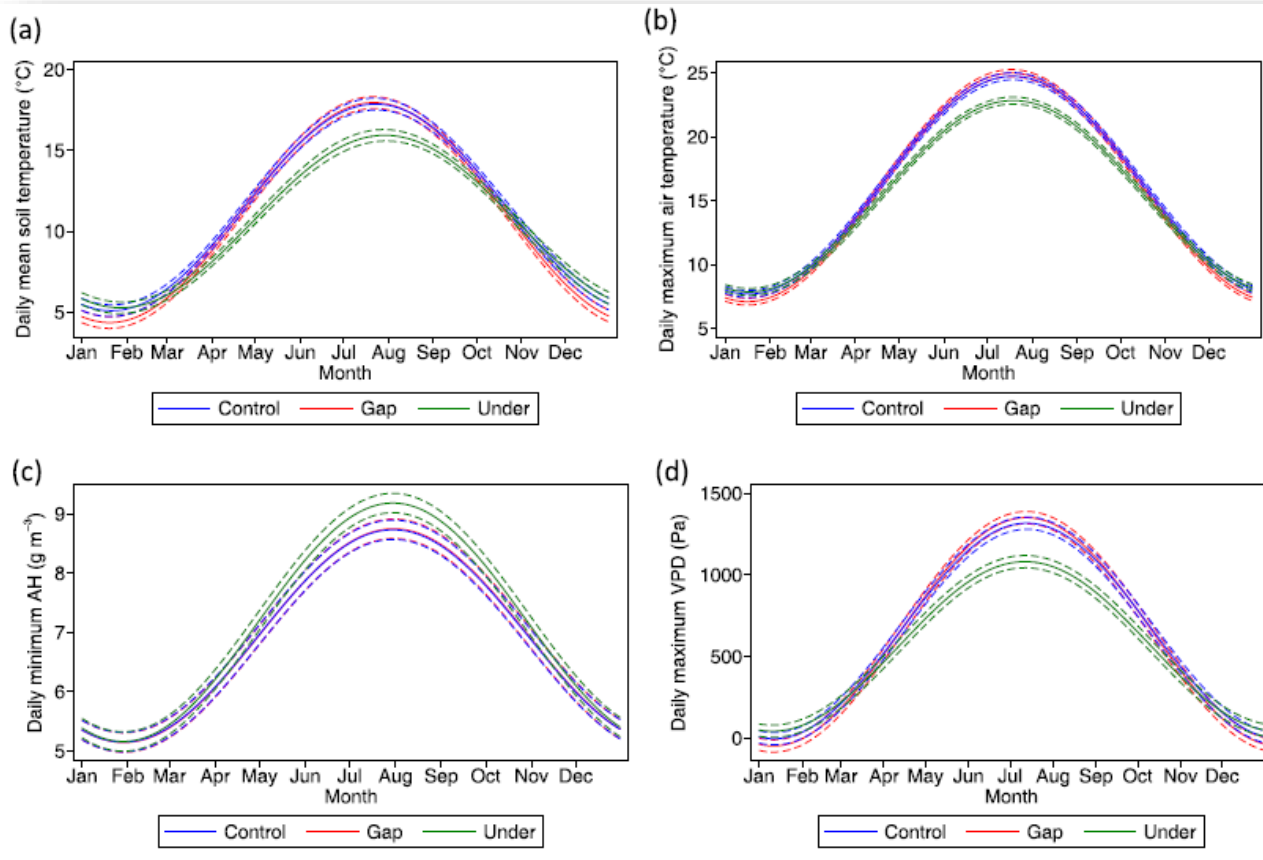 (a)
Daily mean soil temperature (°C)
20
15
10
5
Jan Feb Mar Apr May Jun Jul Aug Sep Oct Nov Dec
Month
Control Gap Under
(b)
Daily maximum air temperature (°C)
25
20
15
10
5
Jan Feb Mar Apr May Jun Jul Aug Sep Oct Nov Dec
Month
Control Gap Under
(c)
Daily minimum AH (g m⁻³)
9
8
7
6
5
Jan Feb Mar Apr May Jun Jul Aug Sep Oct Nov Dec
Month
Control Gap Under
(d)
Daily maximum VPD (Pa)
1500
1000
500
0
Jan Feb Mar Apr May Jun Jul Aug Sep Oct Nov Dec
Month
Control Gap Under